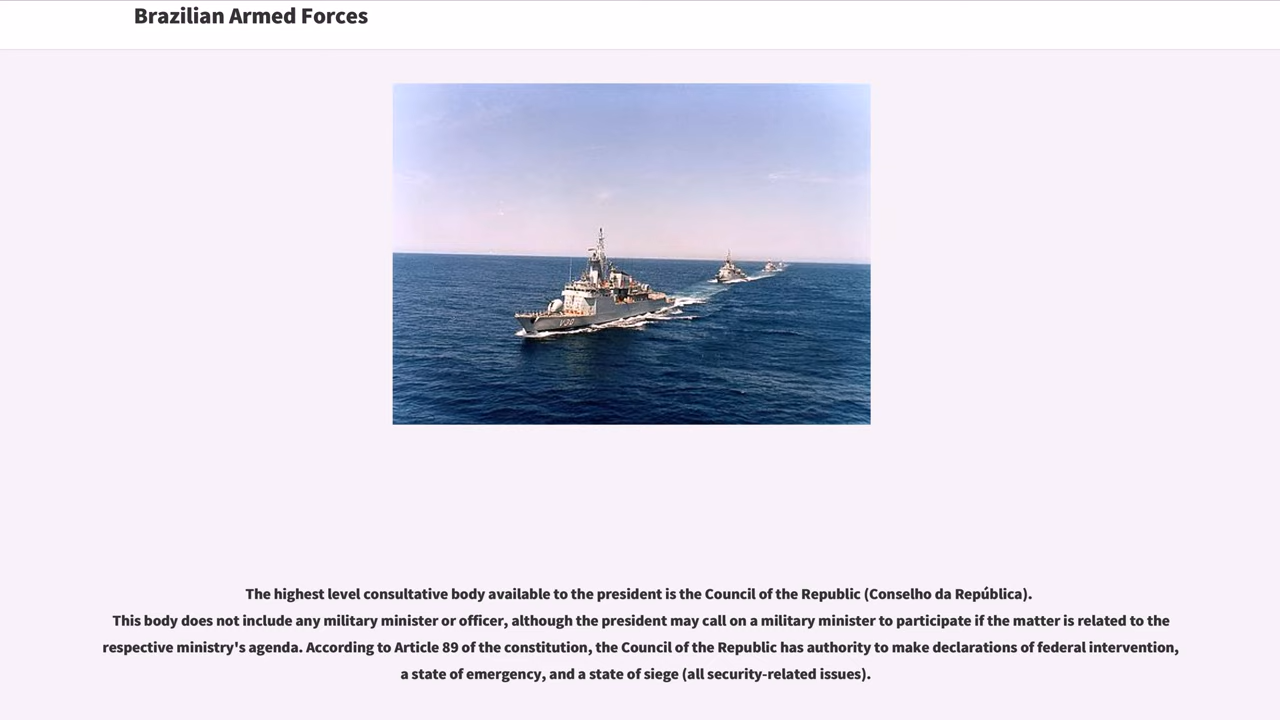 Brazilian Armed Forces
V30
The highest level consultative body available to the president is the Council of the Republic (Conselho da República).
This body does not include any military minister or officer, although the president may call on a military minister to participate if the matter is related to the
respective ministry's agenda. According to Article 89 of the constitution, the Council of the Republic has authority to make declarations of federal intervention,
a state of emergency, and a state of siege (all security-related issues).